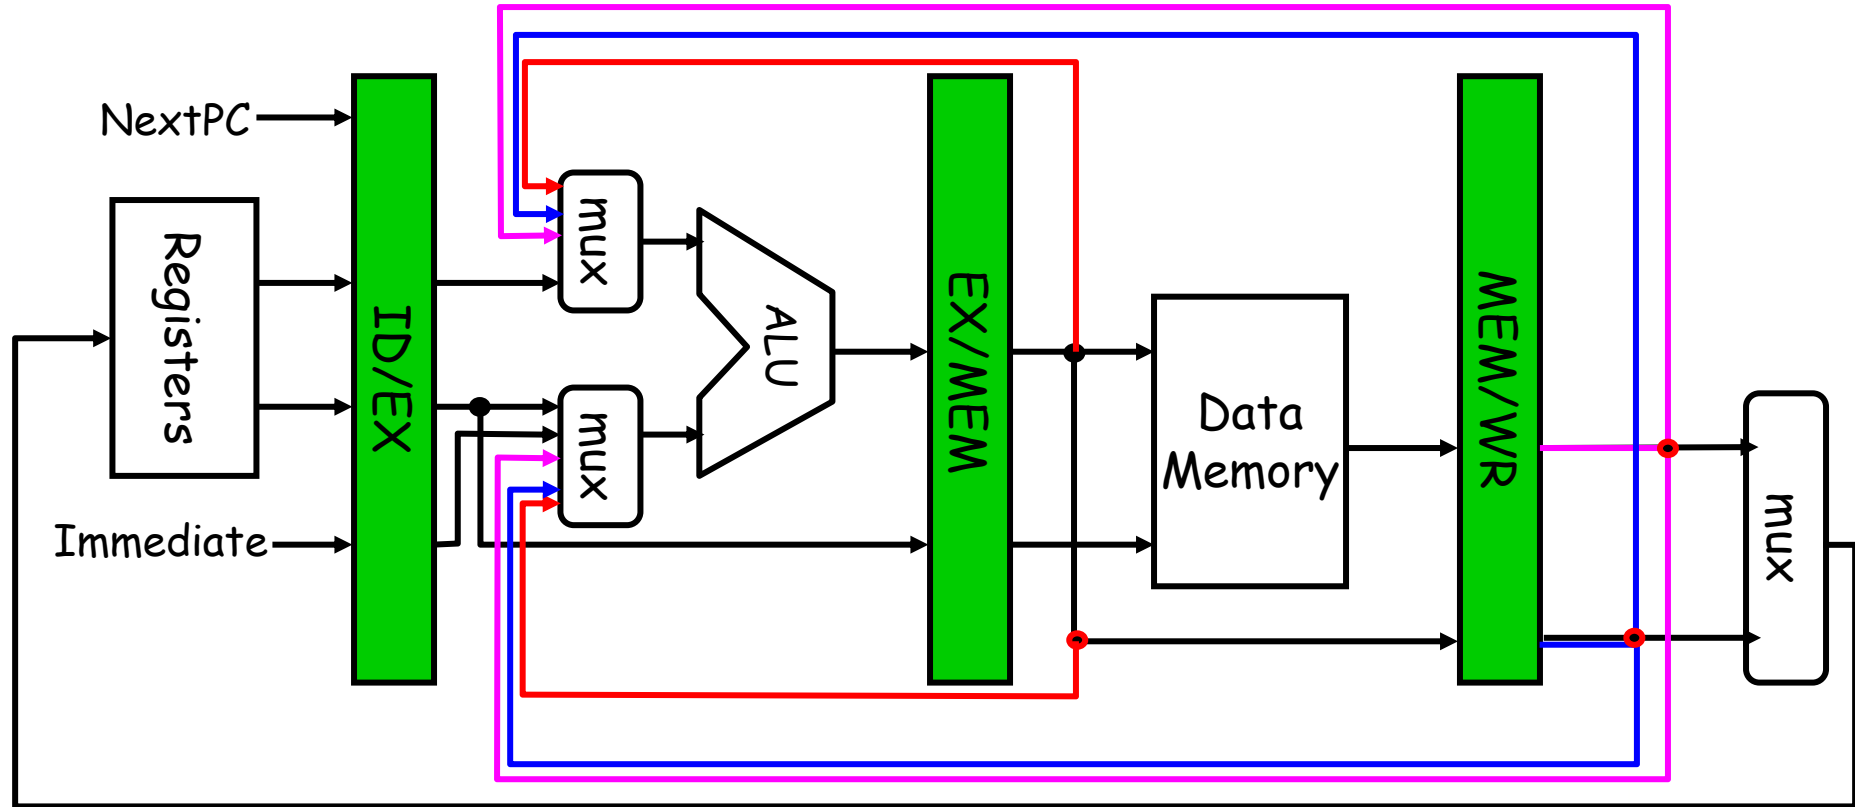 NextPC
Registers
Immediate
ID/EX
mux
mux
ALU
EX/MEM
Data
Memory
MEM/WR
mux